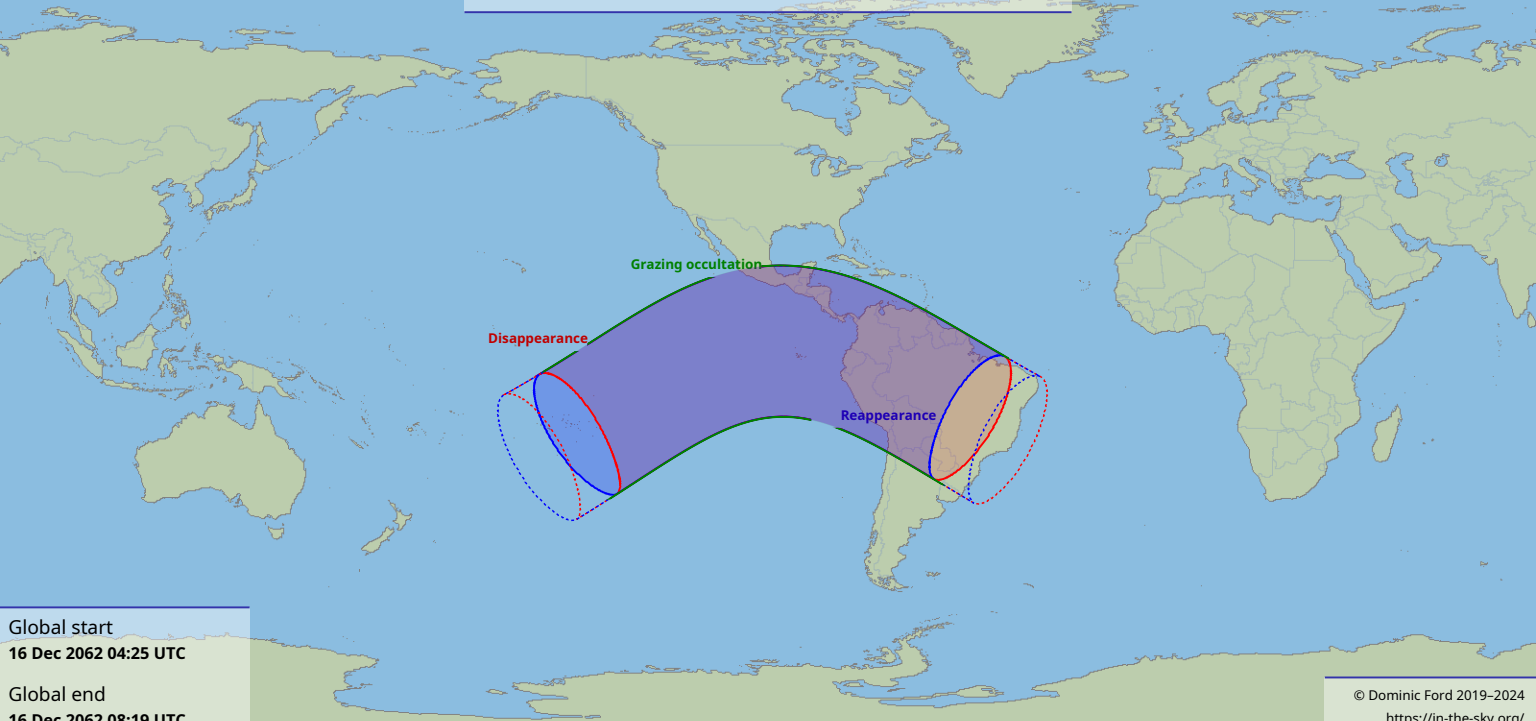 Grazing occultation
Disappearance
Reappearance
Global start
16 Dec 2062 04:25 UTC
Global end
16 Dec 2062 08:19 UTC
© Dominic Ford 2019–2024
https://in-the-sky.org/